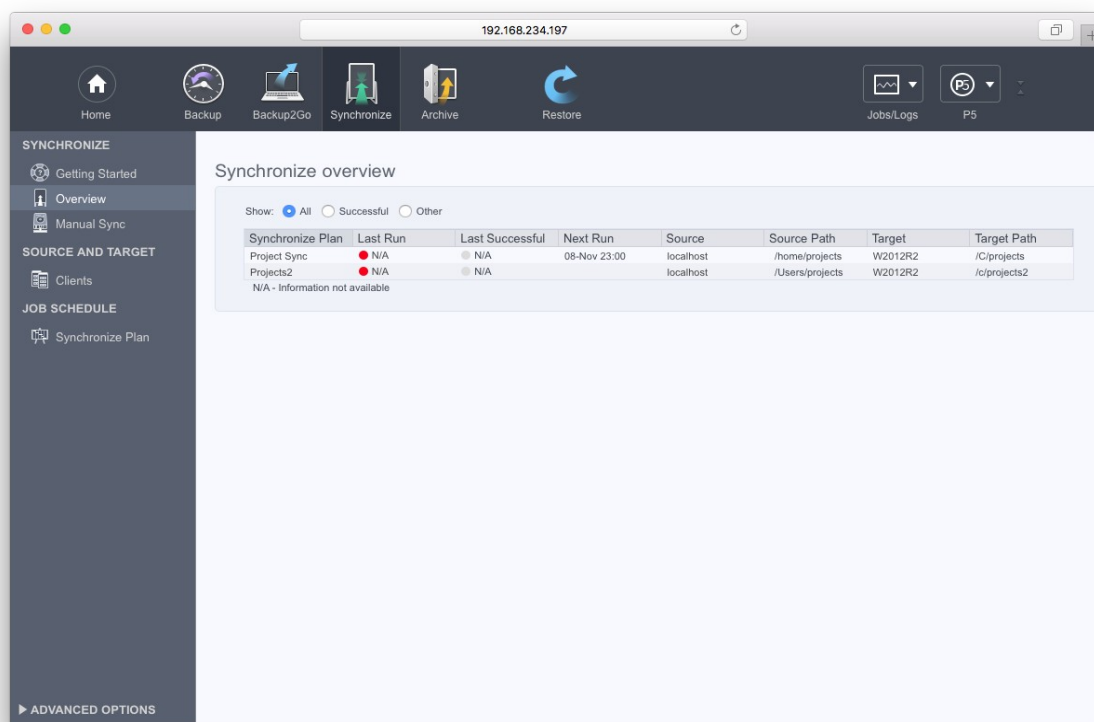 192.168.234.197
Home Backup Backup2Go Synchronize Archive Restore Jobs/Logs P5
SYNCHRONIZE
Getting Started
Overview
Manual Sync
SOURCE AND TARGET
Clients
JOB SCHEDULE
Synchronize Plan
ADVANCED OPTIONS
Synchronize overview
Show: All Successful Other
Synchronize Plan Last Run Last Successful Next Run Source Source Path Target Target Path
Project Sync N/A N/A 08-Nov 23:00 localhost /home/projects W2012R2 /C/projects
Projects2 N/A N/A localhost /Users/projects W2012R2 /c/projects2
N/A - Information not available